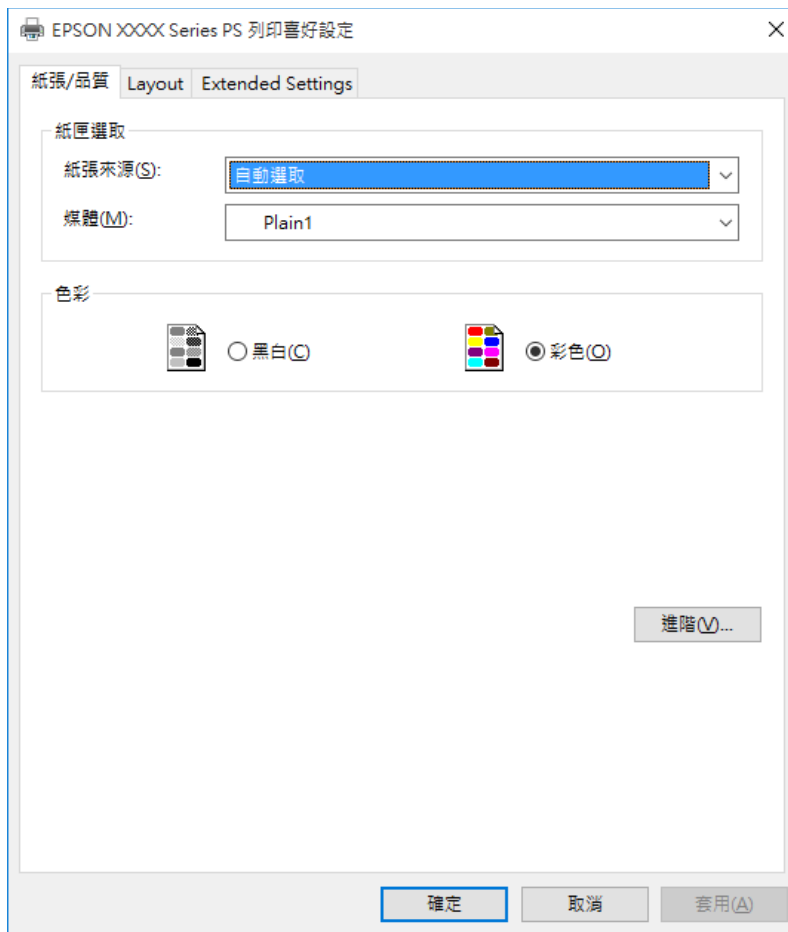 EPSON XXXX Series PS 列印喜好設定
紙張/品質 Layout Extended Settings
紙匣選取
紙張來源(S): 自動選取
媒體(M): Plain1
色彩
黑白(C) 彩色(O)
進階(V)...
確定 取消 套用(A)